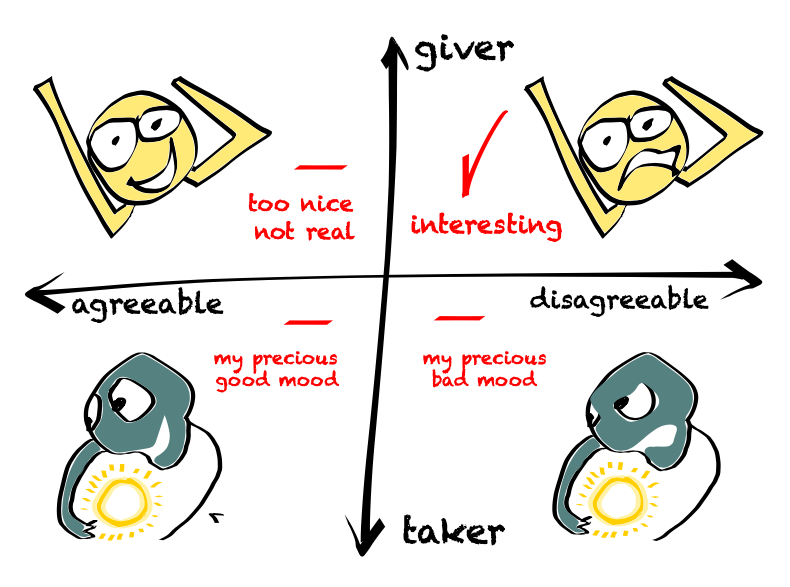 giver
too nice
not real
interesting
agreeable
disagreeable
my precious
good mood
my precious
bad mood
taker